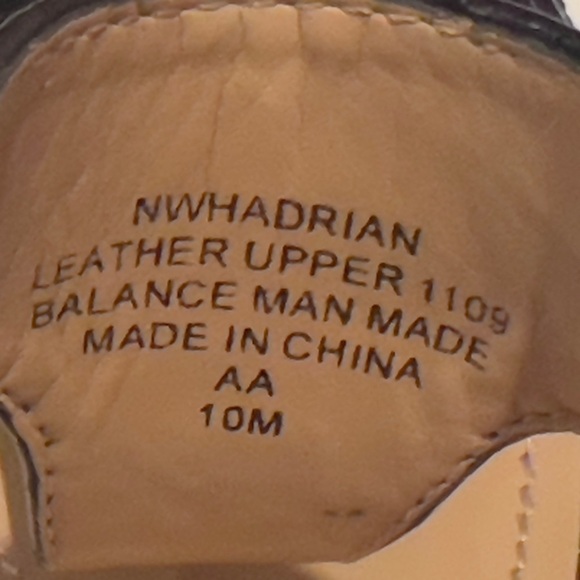 NWHADRIAN
LEATHER UPPER 1109
BALANCE MAN MADE
MADE IN CHINA
AA
10M